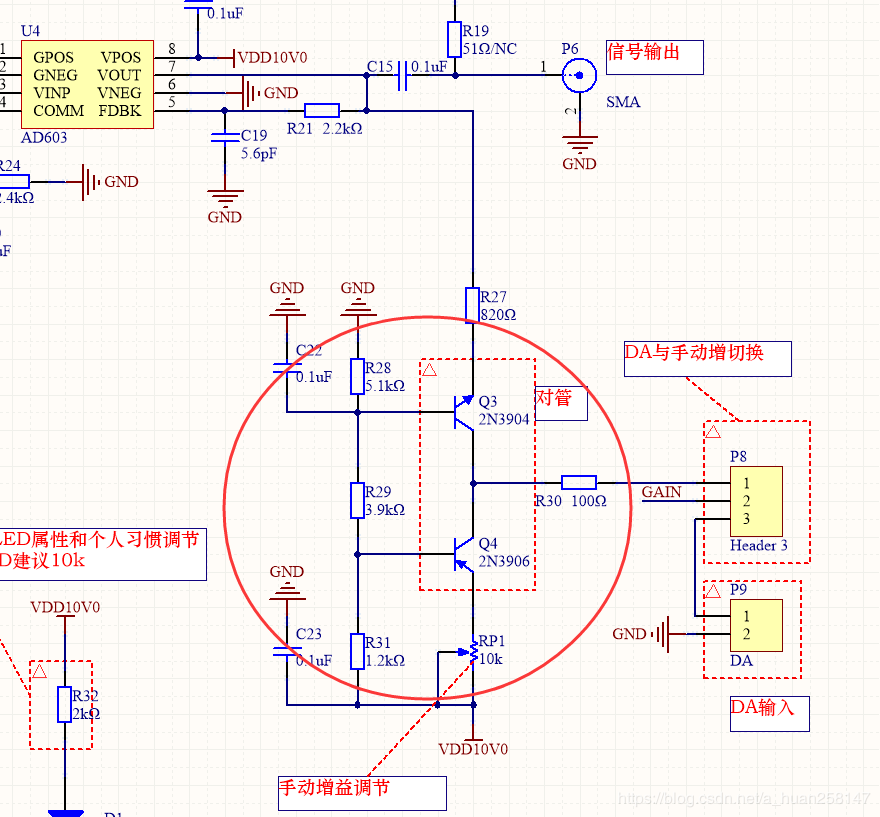 0.1uF
U4
1 GPOS VPOS 8
2 GNEG VOUT 7
3 VINP VNEG 6
4 COMM FDBK 5
AD603
VDD10V0
GND
C15 0.1uF
R19
51Ω/NC
P6
1
2
SMA
GND
信号输出
R21 2.2kΩ
C19
5.6pF
GND
R24
2.4kΩ
GND
uF
GND
GND
R27
820Ω
C22
0.1uF
R28
5.1kΩ
Q3
2N3904
对管
DA与手动增切换
P8
1
2
3
Header 3
GAIN
R29
3.9kΩ
R30 100Ω
Q4
2N3906
LED属性和个人习惯调节
D建议10k
GND
C23
0.1uF
R31
1.2kΩ
RP1
10k
P9
1
2
DA
GND
DA输入
VDD10V0
R32
2kΩ
VDD10V0
手动增益调节
D1
https://blog.csdn.net/a_huan258147